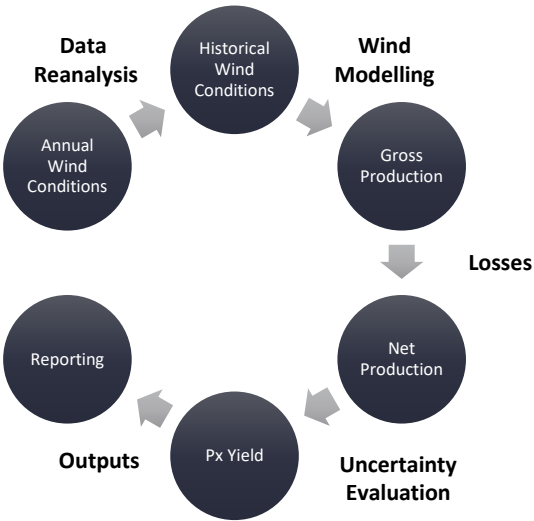 Data
Reanalysis
Historical
Wind
Conditions
Wind
Modelling
Annual
Wind
Conditions
Gross
Production
Losses
Reporting
Net
Production
Outputs
Px Yield
Uncertainty
Evaluation